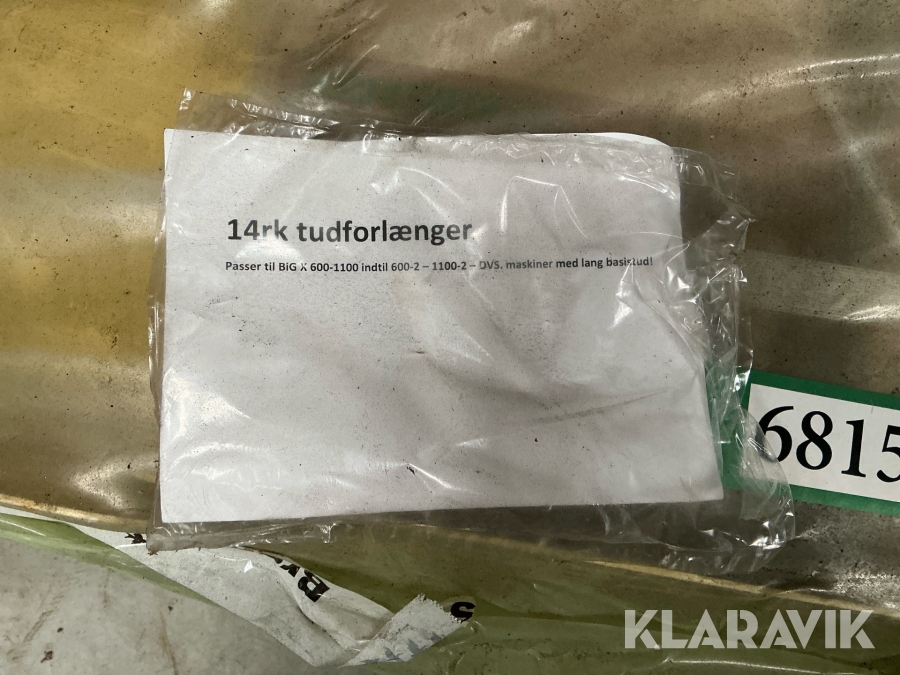 14rk tudforlænger
Passer til BiG X 600-1100 indtil 600-2 – 1100-2 – DVS. maskiner med lang basistud!
6815
KLARAVIK